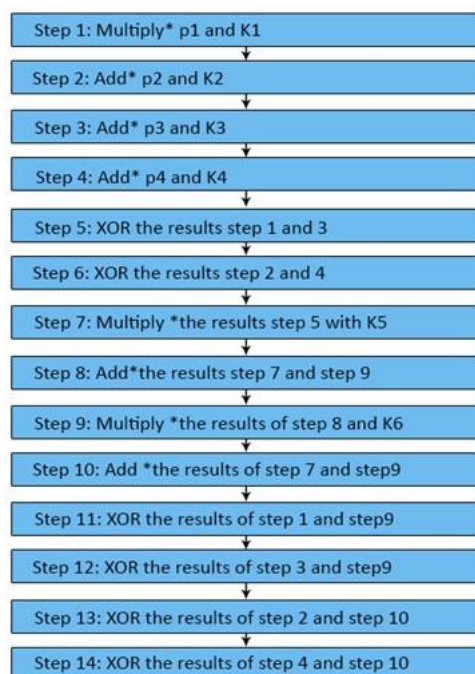 Step 1: Multiply* p1 and K1
Step 2: Add* p2 and K2
Step 3: Add* p3 and K3
Step 4: Add* p4 and K4
Step 5: XOR the results step 1 and 3
Step 6: XOR the results step 2 and 4
Step 7: Multiply *the results step 5 with K5
Step 8: Add*the results step 7 and step 9
Step 9: Multiply *the results of step 8 and K6
Step 10: Add *the results of step 7 and step9
Step 11: XOR the results of step 1 and step9
Step 12: XOR the results of step 3 and step9
Step 13: XOR the results of step 2 and step 10
Step 14: XOR the results of step 4 and step 10